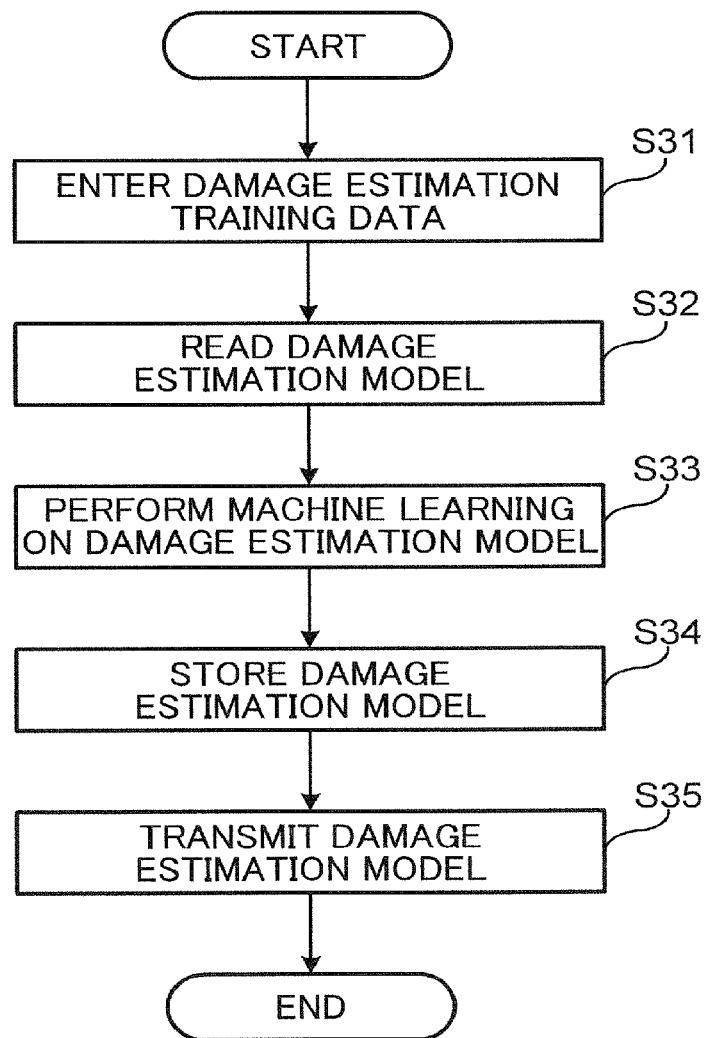 START
S31
ENTER DAMAGE ESTIMATION
TRAINING DATA
S32
READ DAMAGE
ESTIMATION MODEL
S33
PERFORM MACHINE LEARNING
ON DAMAGE ESTIMATION MODEL
S34
STORE DAMAGE
ESTIMATION MODEL
S35
TRANSMIT DAMAGE
ESTIMATION MODEL
END